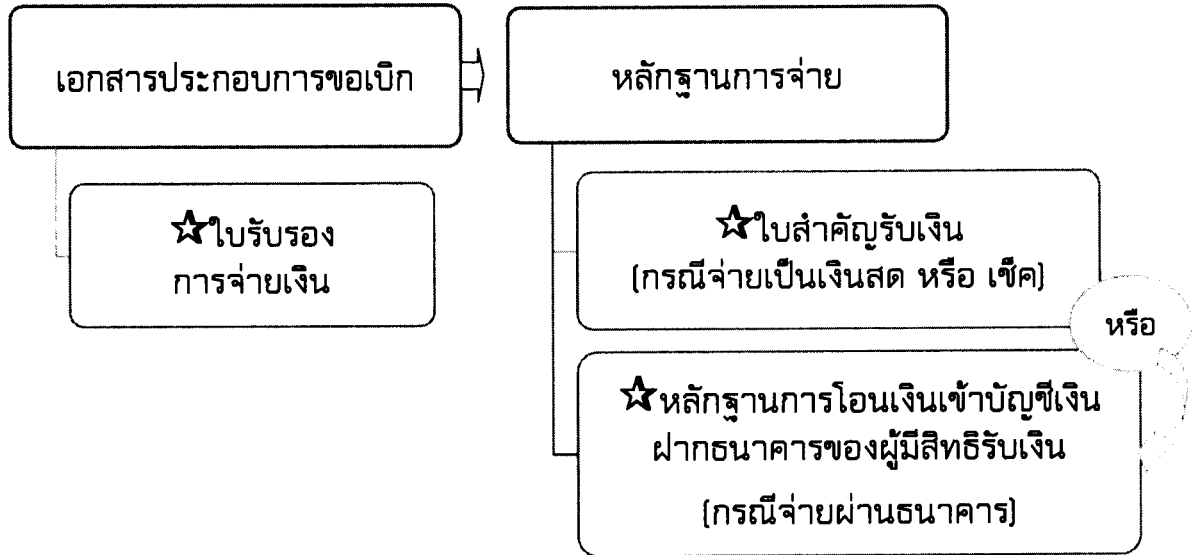 เอกสารประกอบการขอเบิก
หลักฐานการจ่าย
☆ใบรับรอง
การจ่ายเงิน
☆ใบสำคัญรับเงิน
(กรณีจ่ายเป็นเงินสด หรือ เช็ค)
หรือ
☆หลักฐานการโอนเงินเข้าบัญชีเงิน
ฝากธนาคารของผู้มีสิทธิรับเงิน
(กรณีจ่ายผ่านธนาคาร)